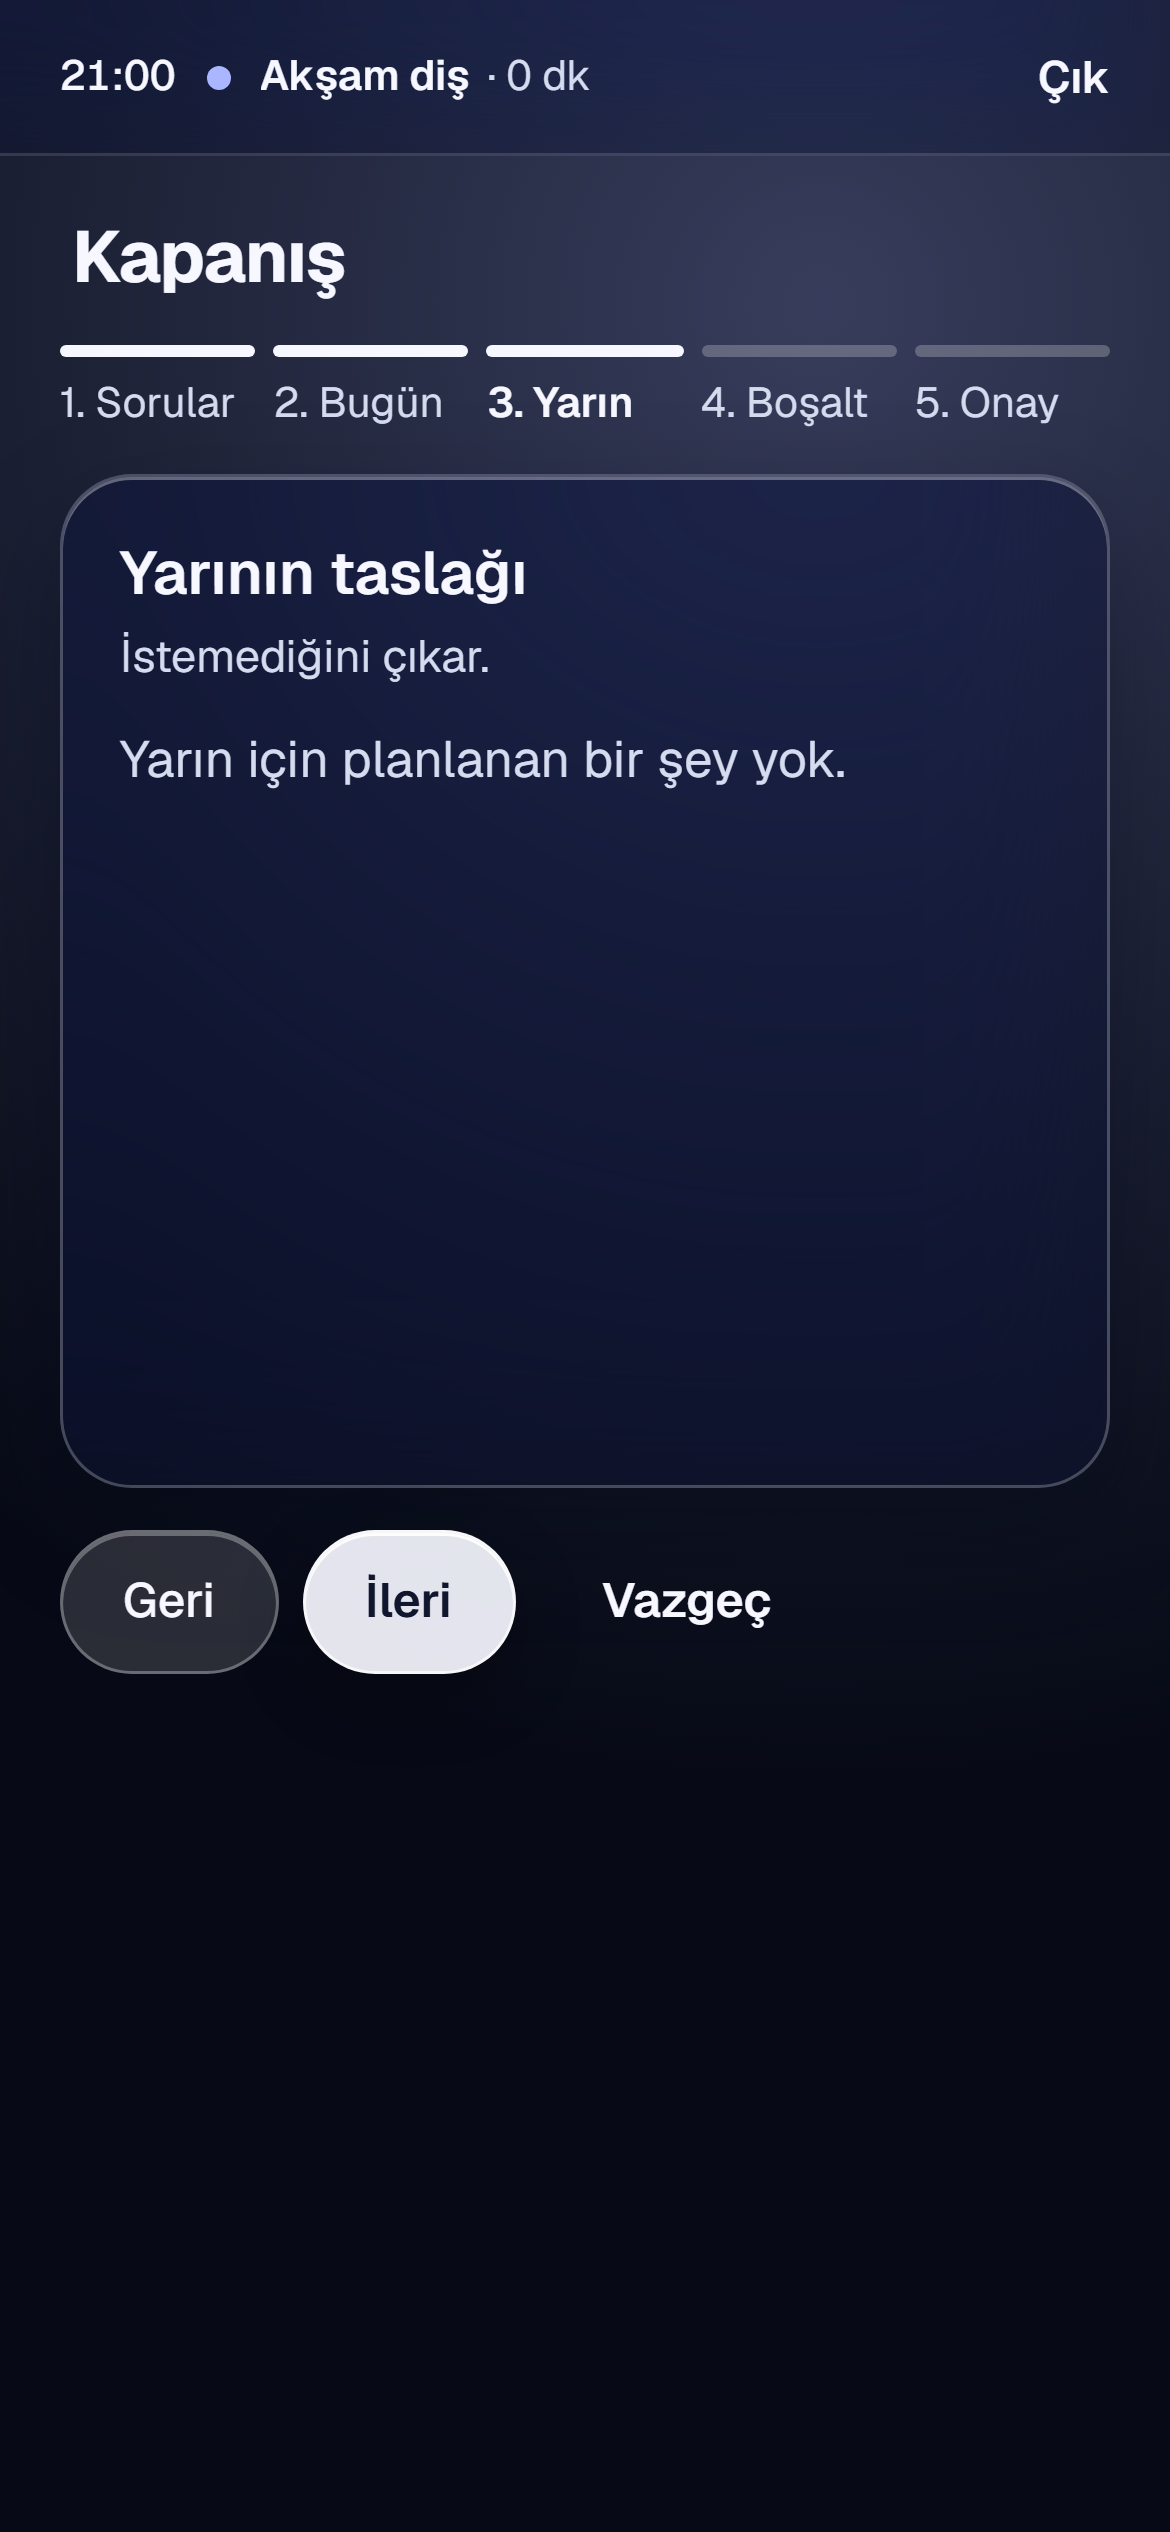 21:00 Akşam diş · 0 dk Çık
Kapanış
1. Sorular 2. Bugün 3. Yarın 4. Boşalt 5. Onay
Yarının taslağı
İstemediğini çıkar.
Yarın için planlanan bir şey yok.
Geri İleri Vazgeç